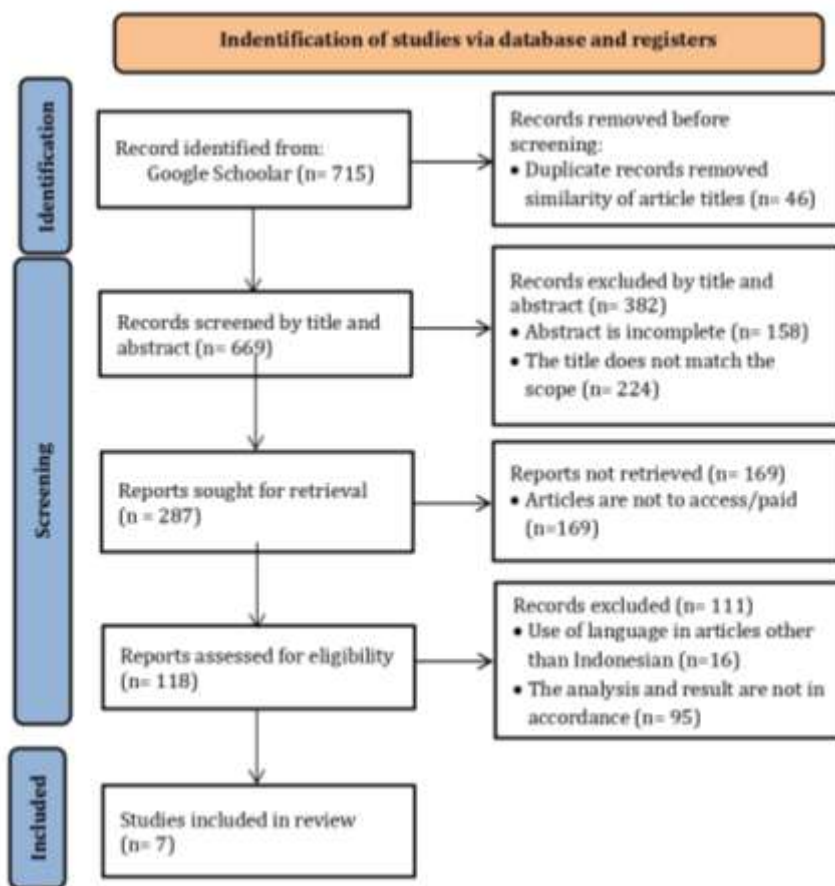 Indentification of studies via database and registers
Identification
Record identified from:
Google Schoolar (n= 715)
Records removed before
screening:
• Duplicate records removed
similarity of article titles (n= 46)
Screening
Records screened by title and
abstract (n= 669)
Records excluded by title and
abstract (n= 382)
• Abstract is incomplete (n= 158)
• The title does not match the
scope (n= 224)
Reports sought for retrieval
(n = 287)
Reports not retrieved (n= 169)
• Articles are not to access/paid
(n=169)
Reports assessed for eligibility
(n= 118)
Records excluded (n= 111)
• Use of language in articles other
than Indonesian (n=16)
• The analysis and result are not in
accordance (n= 95)
Included
Studies included in review
(n= 7)